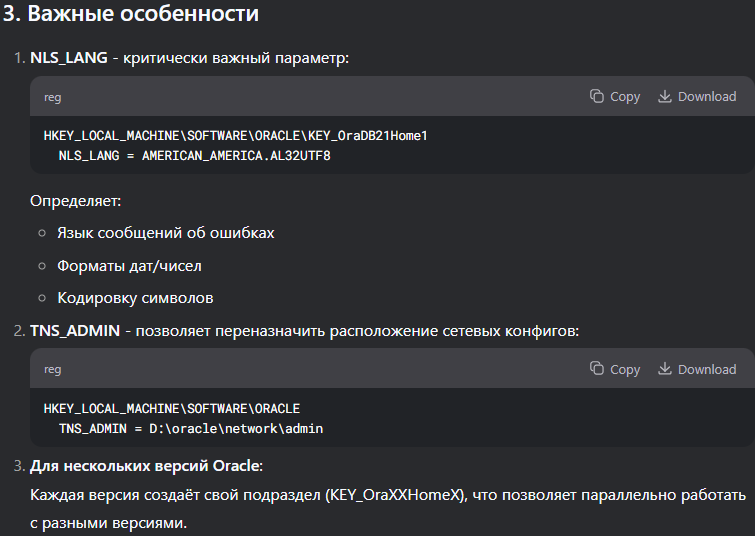 3. Важные особенности
1. NLS_LANG - критически важный параметр:
reg Copy Download
HKEY_LOCAL_MACHINE\SOFTWARE\ORACLE\KEY_OraDB21Home1
NLS_LANG = AMERICAN_AMERICA.AL32UTF8
Определяет:
Язык сообщений об ошибках
Форматы дат/чисел
Кодировку символов
2. TNS_ADMIN - позволяет переназначить расположение сетевых конфигов:
reg Copy Download
HKEY_LOCAL_MACHINE\SOFTWARE\ORACLE
TNS_ADMIN = D:\oracle\network\admin
3. Для нескольких версий Oracle:
Каждая версия создаёт свой подраздел (KEY_OraXXHomeX), что позволяет параллельно работать
с разными версиями.